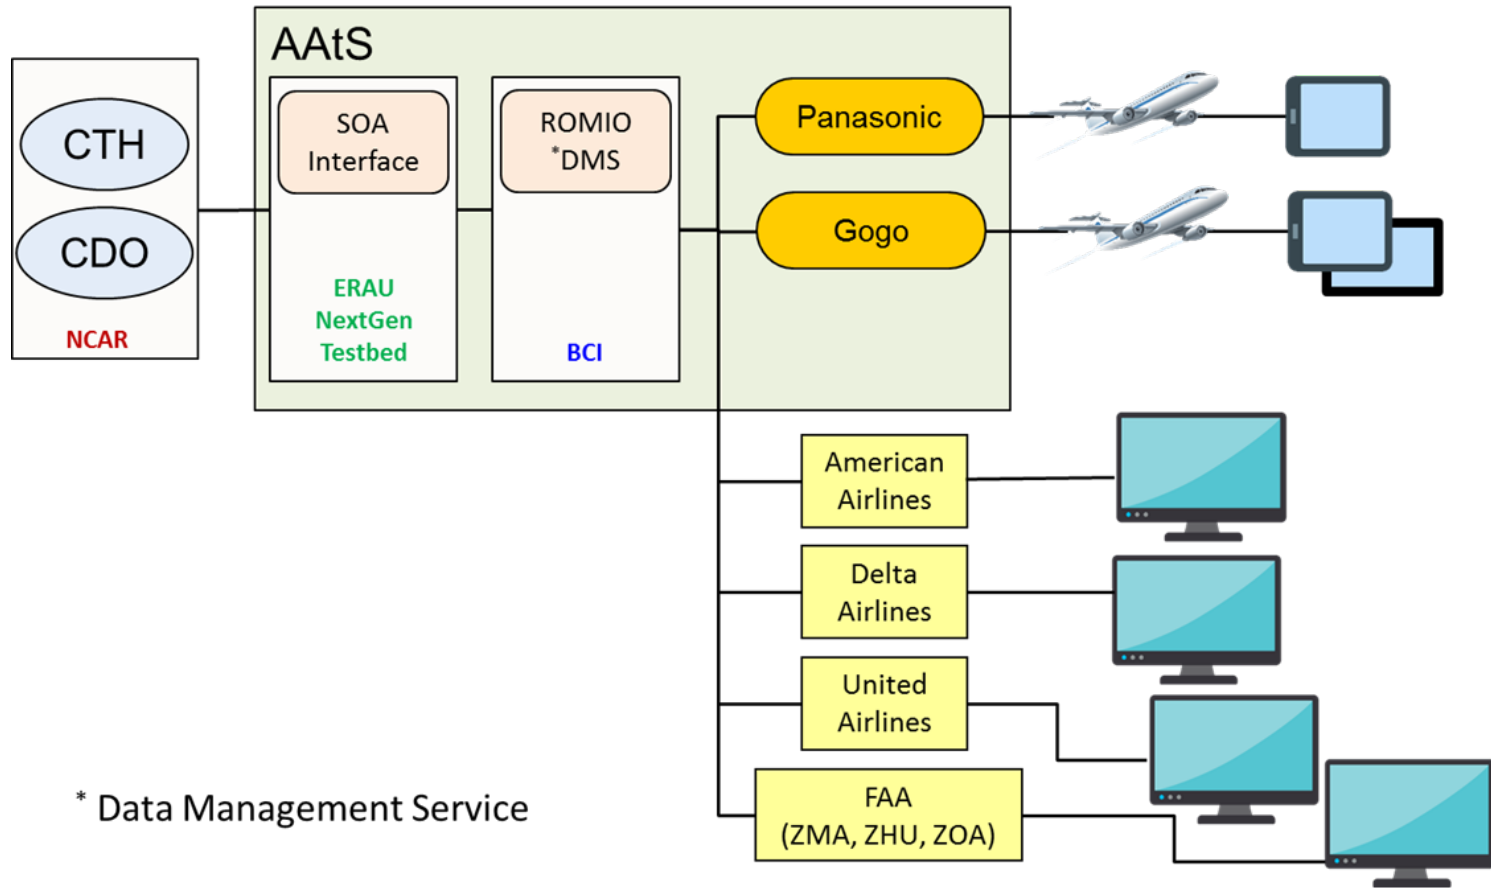 AAtS
CTH
CDO
NCAR
SOA
Interface
ERAU
NextGen
Testbed
ROMIO
*DMS
BCI
Panasonic
Gogo
American
Airlines
Delta
Airlines
United
Airlines
FAA
(ZMA, ZHU, ZOA)
* Data Management Service